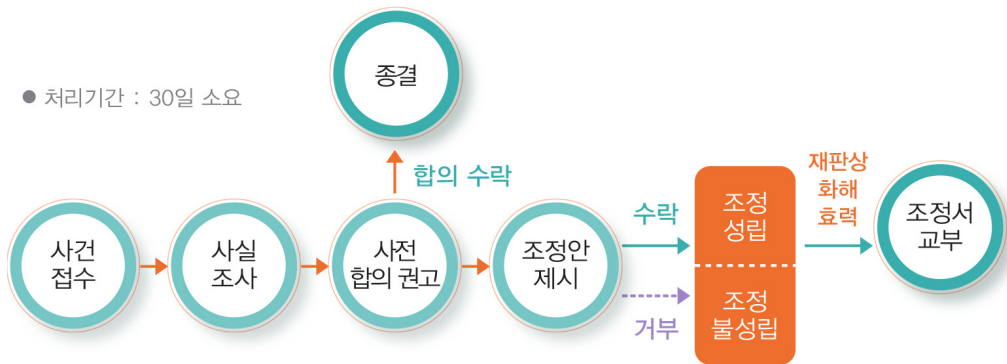 종결
● 처리기간 : 30일 소요
합의 수락
사건
접수
사실
조사
사전
합의 권고
조정안
제시
수락
거부
조정
성립
조정
불성립
재판상
화해
효력
조정서
교부